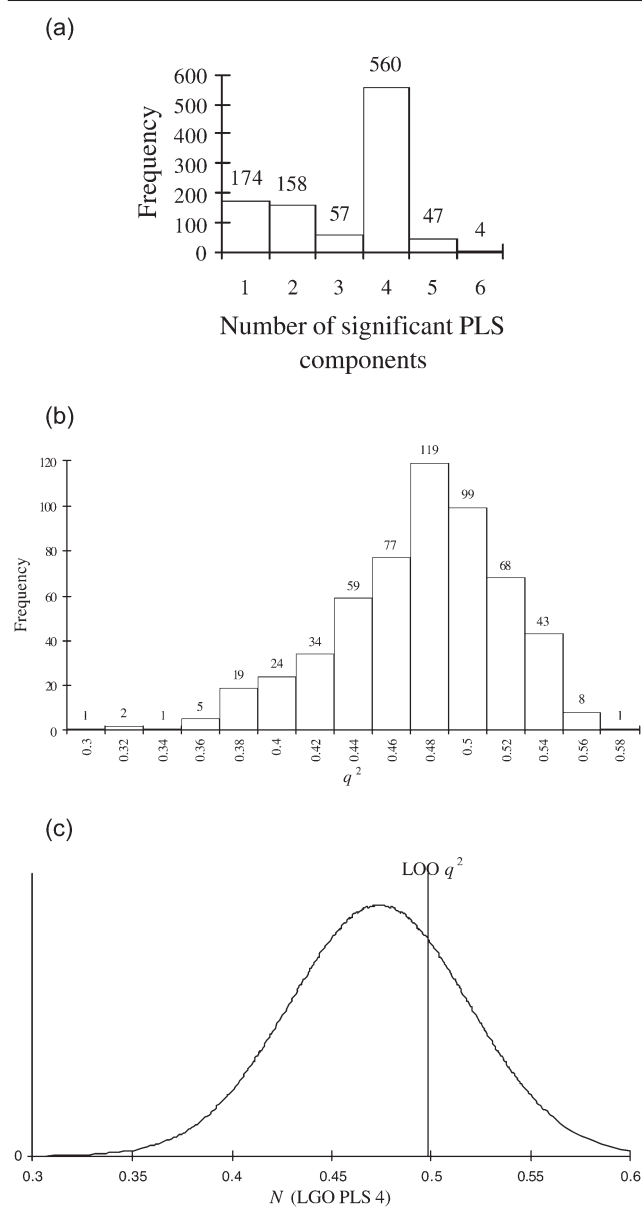 (a)
600
500
400
300
200
100
0
Frequency
174
158
57
560
47
4
1 2 3 4 5 6
Number of significant PLS
components
(b)
120
100
80
60
40
20
0
Frequency
1
2
1
5
19
24
34
59
77
119
99
68
43
8
1
0.3 0.32 0.34 0.36 0.38 0.4 0.42 0.44 0.46 0.48 0.5 0.52 0.54 0.56 0.58
q²
(c)
LOO q²
0
0.3 0.35 0.4 0.45 0.5 0.55 0.6
N (LGO PLS 4)